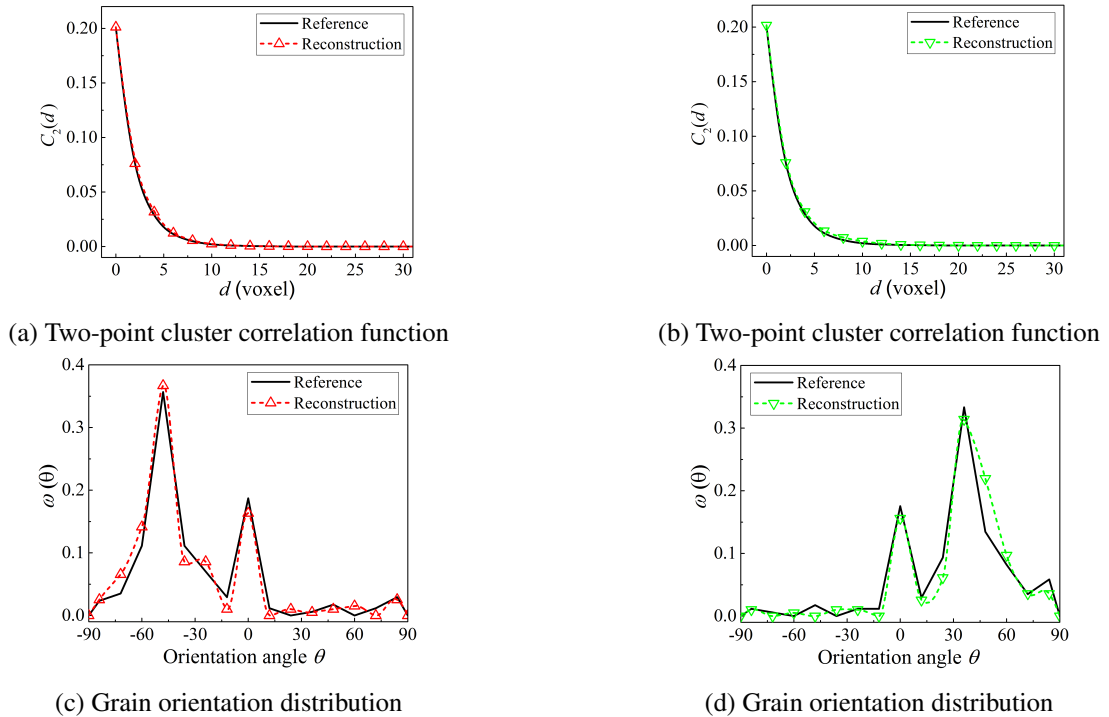 0.20
0.15
0.10
0.05
0.00
C₂(d)
Reference
Reconstruction
0 5 10 15 20 25 30
d (voxel)
(a) Two-point cluster correlation function
0.20
0.15
0.10
0.05
0.00
C₂(d)
Reference
Reconstruction
0 5 10 15 20 25 30
d (voxel)
(b) Two-point cluster correlation function
0.4
0.3
0.2
0.1
0.0
ω(θ)
Reference
Reconstruction
-90 -60 -30 0 30 60 90
Orientation angle θ
(c) Grain orientation distribution
0.4
0.3
0.2
0.1
0.0
ω(θ)
Reference
Reconstruction
-90 -60 -30 0 30 60 90
Orientation angle θ
(d) Grain orientation distribution